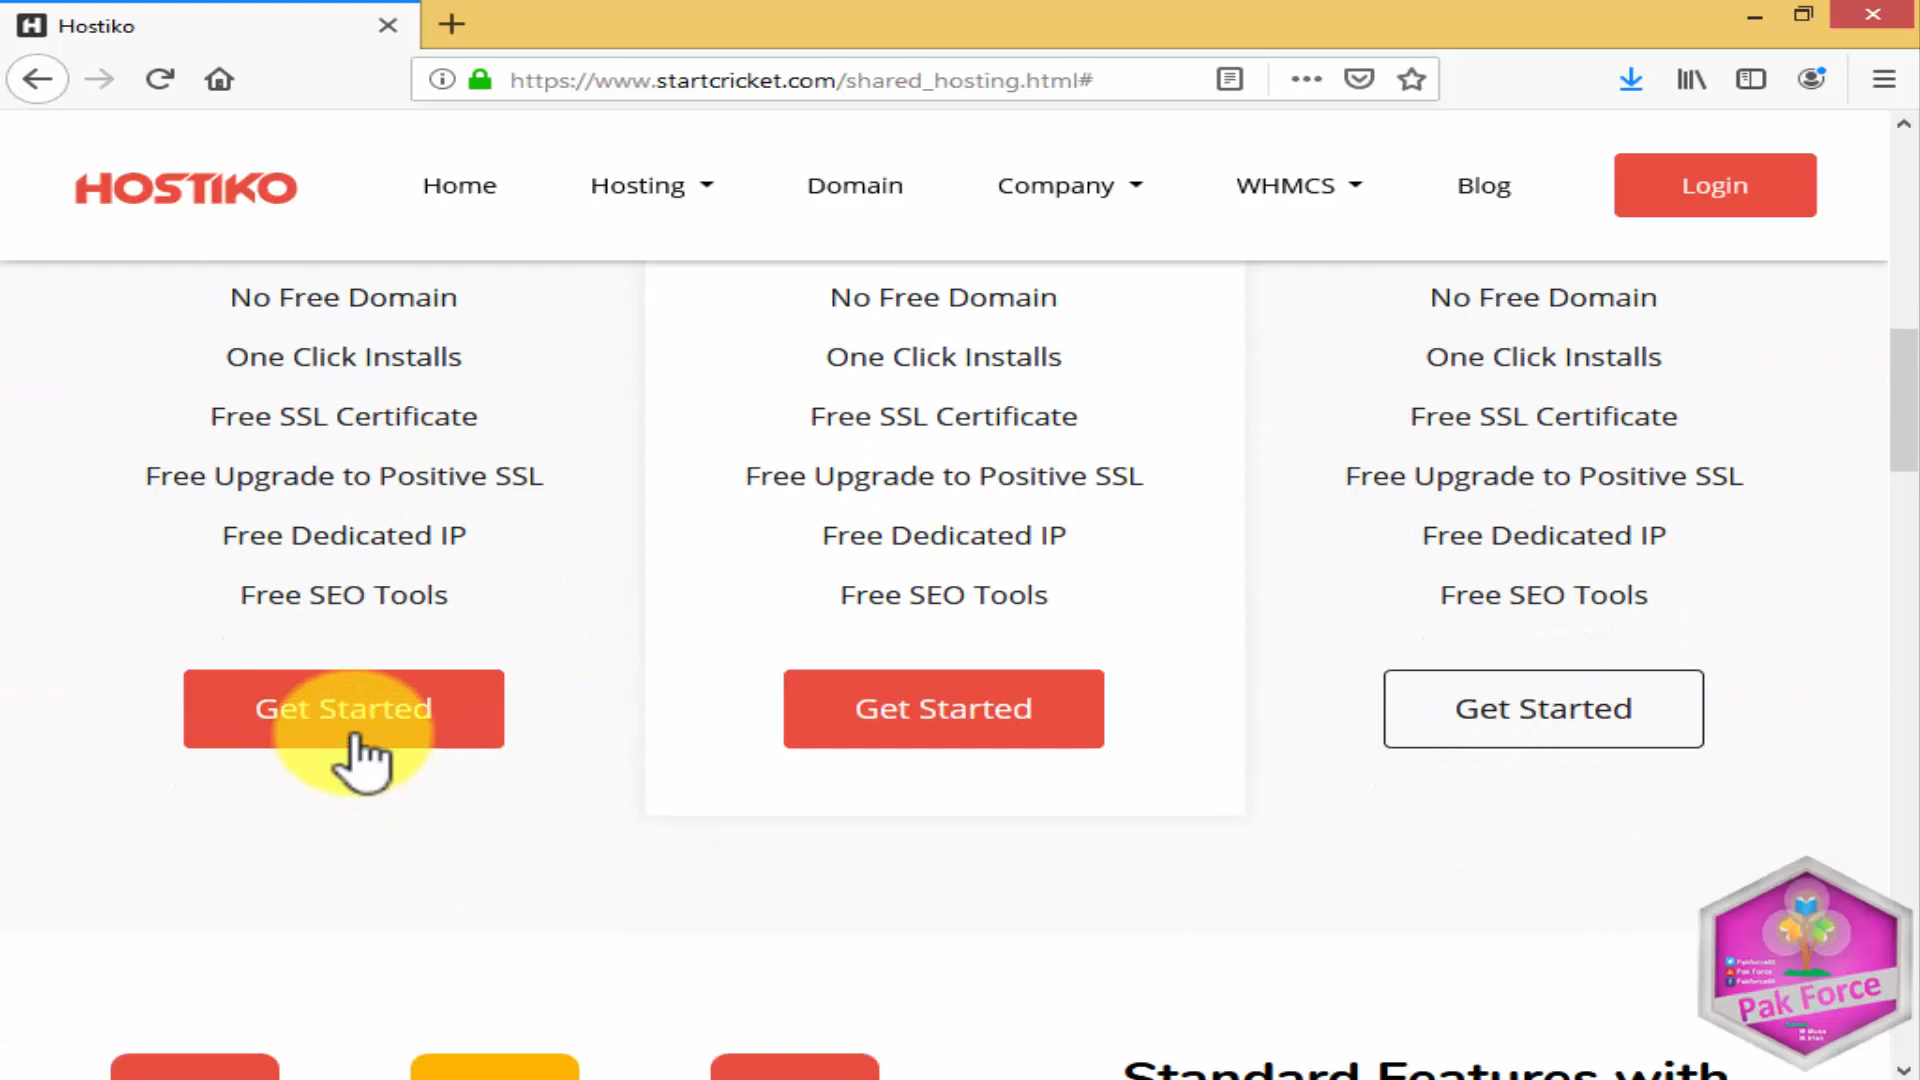 Hostiko
https://www.startcricket.com/shared_hosting.html#
HOSTIKO
Home
Hosting
Domain
Company
WHMCS
Blog
Login
No Free Domain
One Click Installs
Free SSL Certificate
Free Upgrade to Positive SSL
Free Dedicated IP
Free SEO Tools
Get Started
No Free Domain
One Click Installs
Free SSL Certificate
Free Upgrade to Positive SSL
Free Dedicated IP
Free SEO Tools
Get Started
No Free Domain
One Click Installs
Free SSL Certificate
Free Upgrade to Positive SSL
Free Dedicated IP
Free SEO Tools
Get Started
Pak Force
Pak Force
Standard Features with